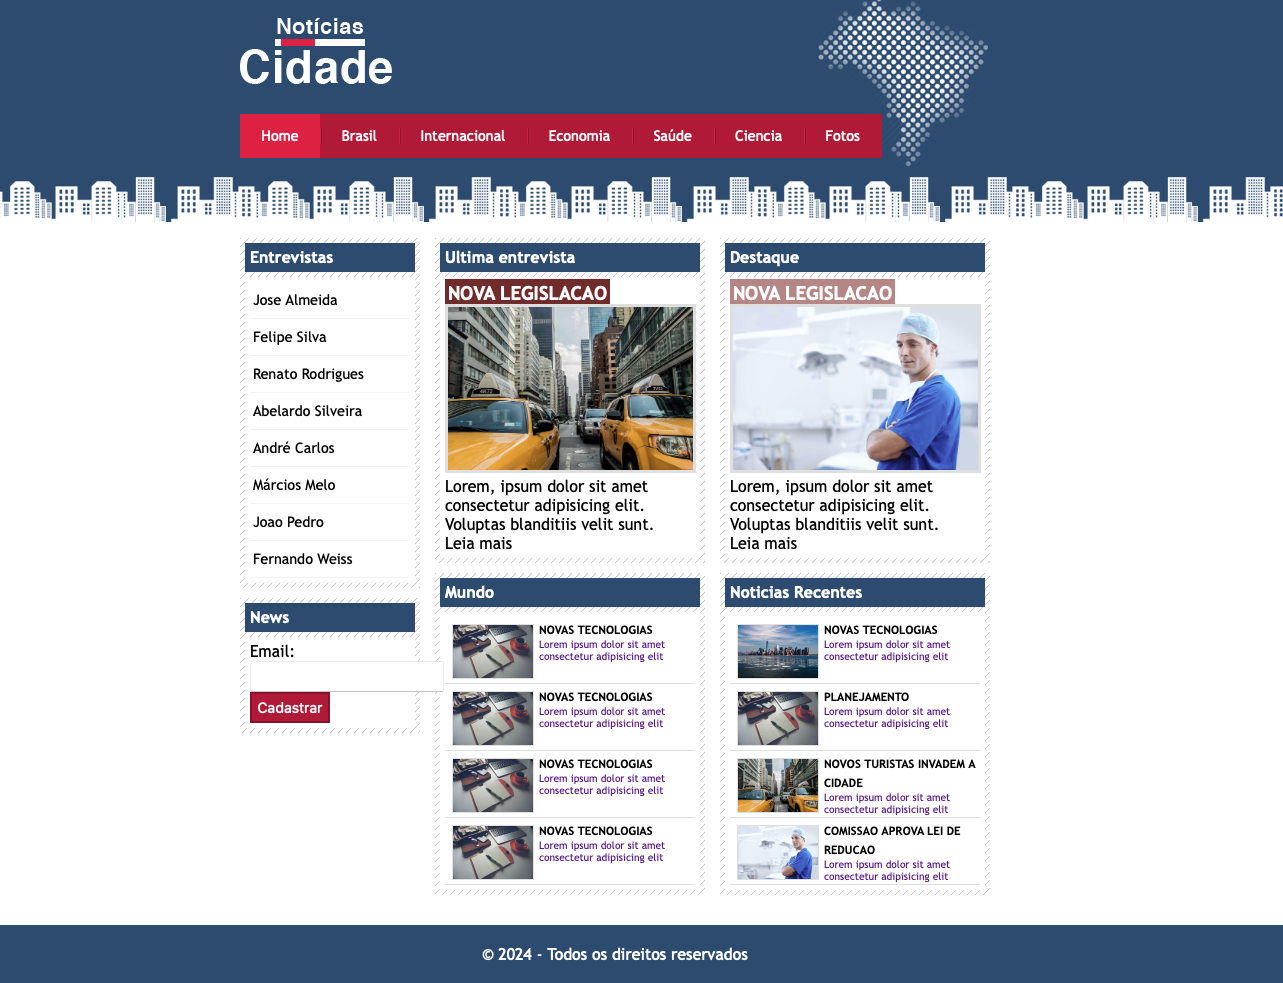 Notícias
Cidade
Home Brasil Internacional Economia Saúde Ciencia Fotos
Entrevistas
Jose Almeida
Felipe Silva
Renato Rodrigues
Abelardo Silveira
André Carlos
Márcios Melo
Joao Pedro
Fernando Weiss
News
Email:
Cadastrar
Ultima entrevista
NOVA LEGISLACAO
Lorem, ipsum dolor sit amet
consectetur adipisicing elit.
Voluptas blanditiis velit sunt.
Leia mais
Destaque
NOVA LEGISLACAO
Lorem, ipsum dolor sit amet
consectetur adipisicing elit.
Voluptas blanditiis velit sunt.
Leia mais
Mundo
NOVAS TECNOLOGIAS
Lorem ipsum dolor sit amet
consectetur adipisicing elit
NOVAS TECNOLOGIAS
Lorem ipsum dolor sit amet
consectetur adipisicing elit
NOVAS TECNOLOGIAS
Lorem ipsum dolor sit amet
consectetur adipisicing elit
NOVAS TECNOLOGIAS
Lorem ipsum dolor sit amet
consectetur adipisicing elit
Noticias Recentes
NOVAS TECNOLOGIAS
Lorem ipsum dolor sit amet
consectetur adipisicing elit
PLANEJAMENTO
Lorem ipsum dolor sit amet
consectetur adipisicing elit
NOVOS TURISTAS INVADEM A
CIDADE
Lorem ipsum dolor sit amet
consectetur adipisicing elit
COMISSAO APROVA LEI DE
REDUCAO
Lorem ipsum dolor sit amet
consectetur adipisicing elit
© 2024 - Todos os direitos reservados